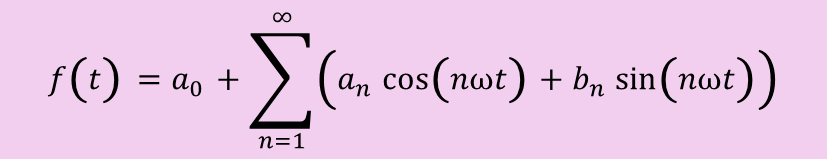 f(t) = a₀ + ∑_{n=1}^{∞} (aₙ cos(nωt) + bₙ sin(nωt))